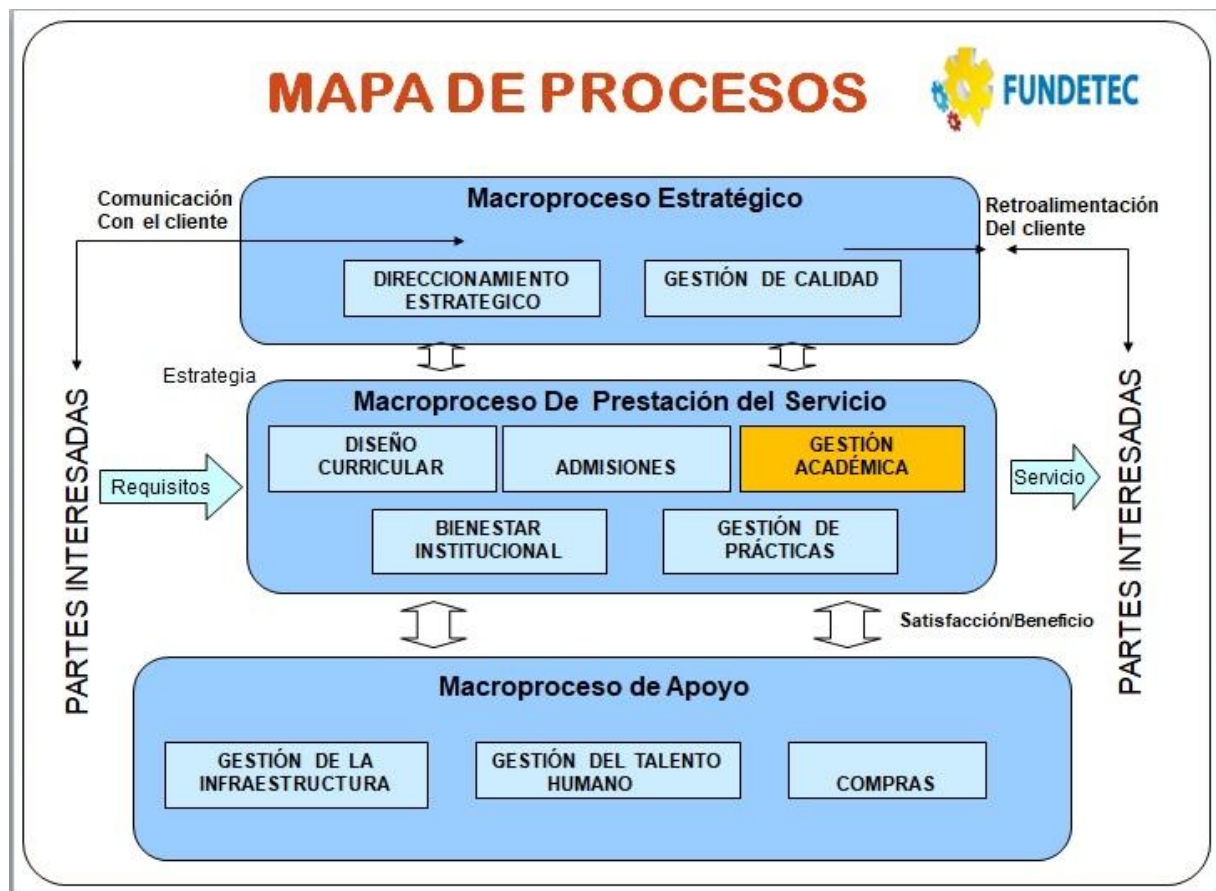 MAPA DE PROCESOS
FUNDETEC
Macroproceso Estratégico
Comunicación
Con el cliente
Retroalimentación
Del cliente
DIRECCIONAMIENTO
ESTRATEGICO
GESTIÓN DE CALIDAD
Estrategia
Macroproceso De Prestación del Servicio
DISEÑO
CURRICULAR
ADMISIONES
GESTIÓN
ACADÉMICA
PARTES INTERESADAS
Requisitos
Servicio
PARTES INTERESADAS
BIENESTAR
INSTITUCIONAL
GESTIÓN DE
PRÁCTICAS
Satisfacción/Beneficio
Macroproceso de Apoyo
GESTIÓN DE LA
INFRAESTRUCTURA
GESTIÓN DEL TALENTO
HUMANO
COMPRAS